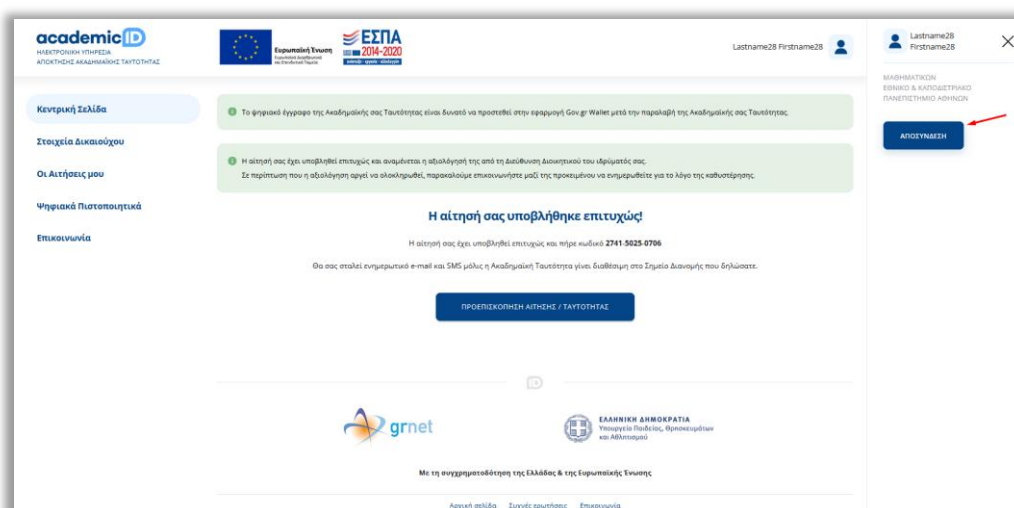 academicID
ΗΛΕΚΤΡΟΝΙΚΗ ΥΠΗΡΕΣΙΑ
ΑΠΟΚΤΗΣΗΣ ΑΚΑΔΗΜΑΪΚΗΣ ΤΑΥΤΟΤΗΤΑΣ
Ευρωπαϊκή Ένωση
ΕΣΠΑ
2014-2020
Lastname28 Firstname28
Lastname28
Firstname28
ΜΑΘΗΜΑΤΙΚΩΝ
ΕΘΝΙΚΟ & ΚΑΠΟΔΙΣΤΡΙΑΚΟ
ΠΑΝΕΠΙΣΤΗΜΙΟ ΑΘΗΝΩΝ
ΑΠΟΣΥΝΔΕΣΗ
Κεντρική Σελίδα
Στοιχεία Δικαιούχου
Οι Αιτήσεις μου
Ψηφιακά Πιστοποιητικά
Επικοινωνία
Το ψηφιακό έγγραφο της Ακαδημαϊκής σας Ταυτότητας είναι δυνατό να προστεθεί στην εφαρμογή Gov.gr Wallet μετά την παραλαβή της Ακαδημαϊκής σας Ταυτότητας.
Η αίτησή σας έχει υποβληθεί επιτυχώς και αναμένεται η αξιολόγησή της από τη Διεύθυνση Διοικητικού του ιδρύματός σας.
Σε περίπτωση που η αξιολόγηση αργεί να ολοκληρωθεί, παρακαλούμε επικοινωνήστε μαζί της προκειμένου να ενημερωθείτε για το λόγο της καθυστέρησης.
Η αίτησή σας υποβλήθηκε επιτυχώς!
Η αίτησή σας έχει υποβληθεί επιτυχώς και πήρε κωδικό 2741-5025-0706
Θα σας σταλεί ενημερωτικό e-mail και SMS μόλις η Ακαδημαϊκή Ταυτότητα γίνει διαθέσιμη στο Σημείο Διανομής που δηλώσατε.
ΠΡΟΕΠΙΣΚΟΠΗΣΗ ΑΙΤΗΣΗΣ / ΤΑΥΤΟΤΗΤΑΣ
grnet
ΕΛΛΗΝΙΚΗ ΔΗΜΟΚΡΑΤΙΑ
Υπουργείο Παιδείας, Θρησκευμάτων
και Αθλητισμού
Με τη συγχρηματοδότηση της Ελλάδας & της Ευρωπαϊκής Ένωσης
Αρχική σελίδα Συχνές ερωτήσεις Επικοινωνία